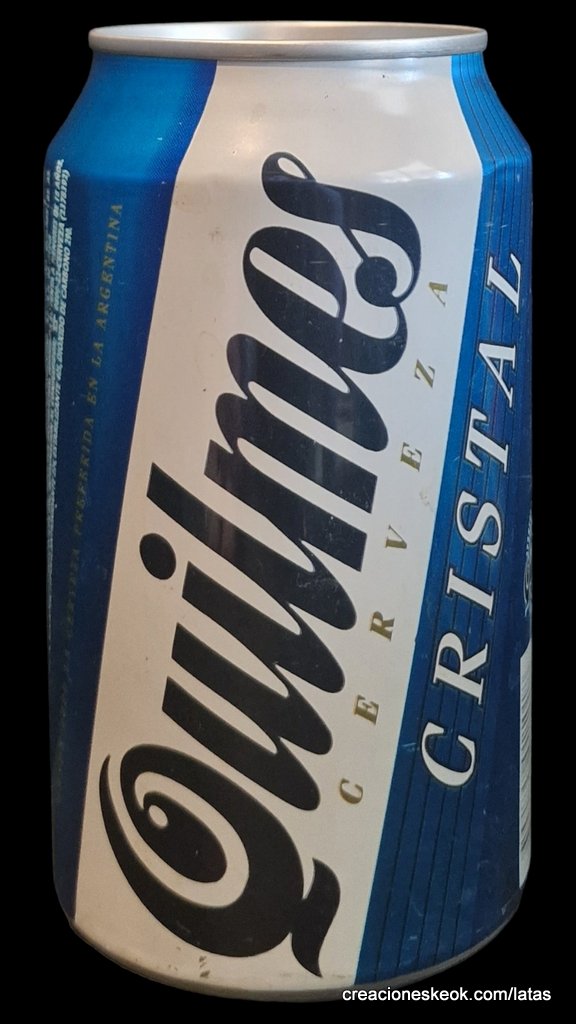 Quilmes
CERVEZA
CRISTAL
LA CERVEZA PREFERIDA EN LA ARGENTINA
creacioneskeok.com/latas